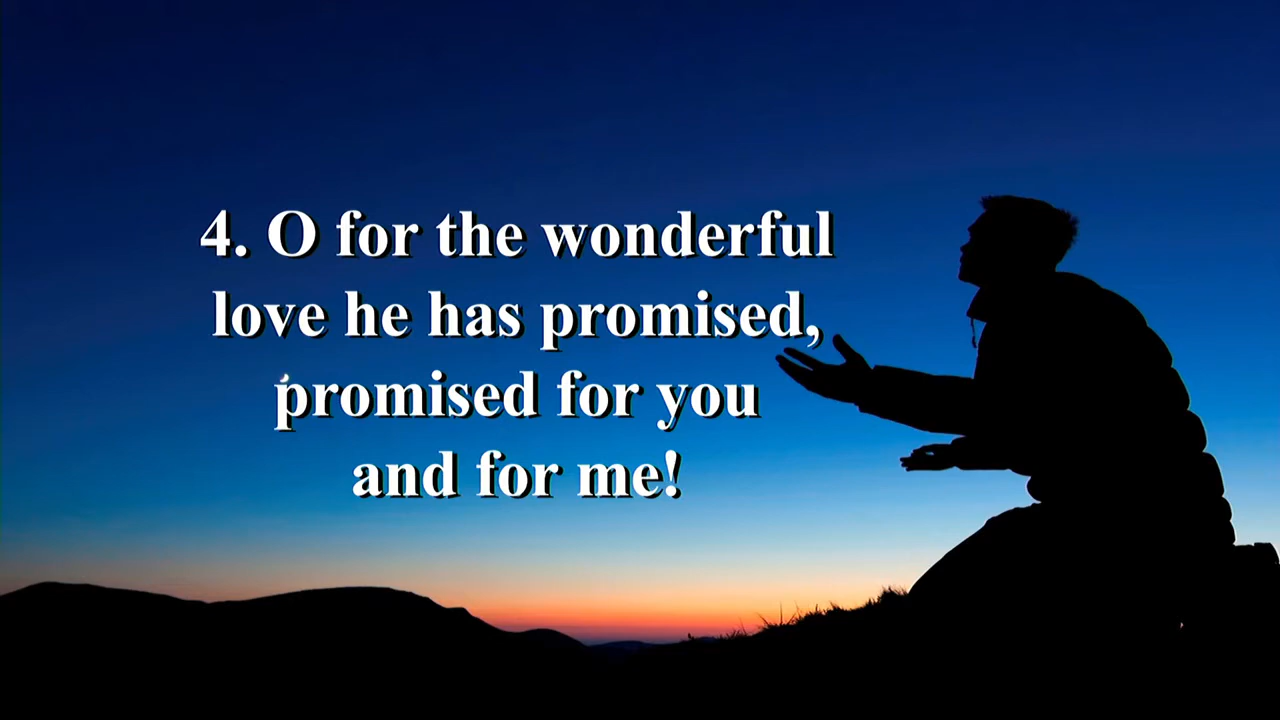 4. O for the wonderful
love he has promised,
promised for you
and for me!